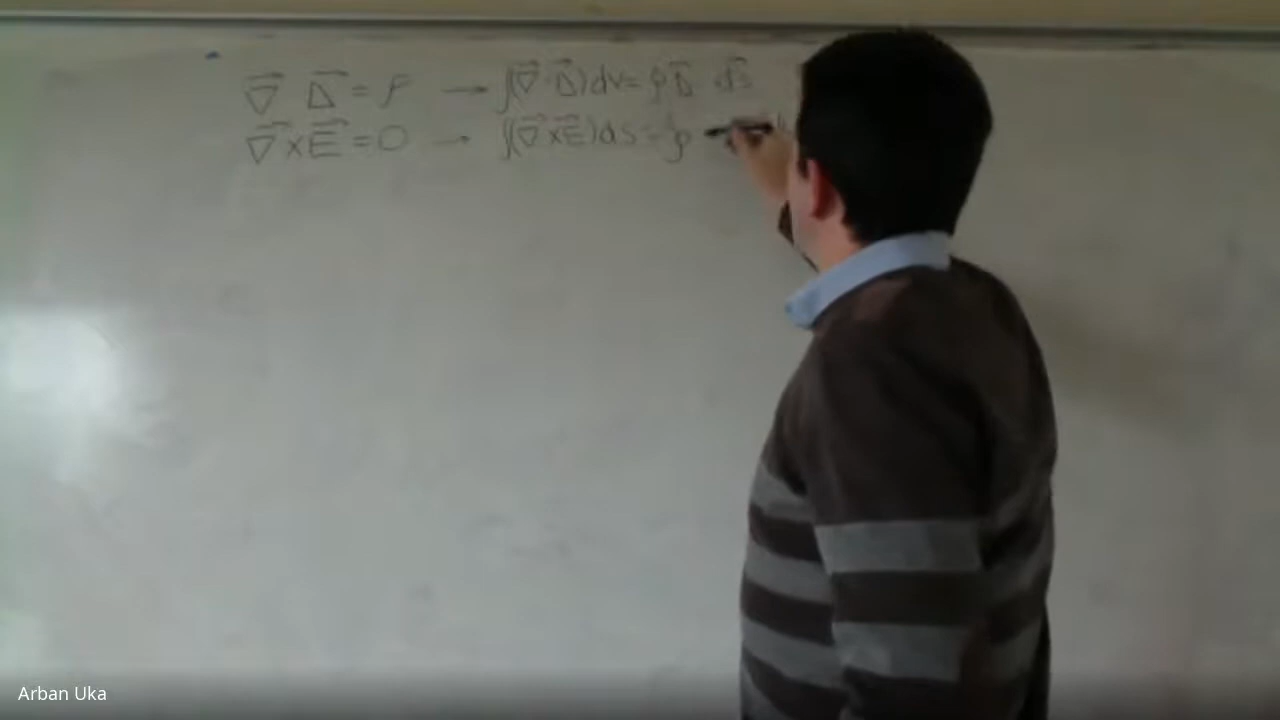 ∇⃗ D⃗ = ρ → ∫(∇⃗ · D⃗)dv = ∮ D⃗ · ds⃗
∇⃗ × E⃗ = 0 → ∫(∇⃗ × E⃗)ds = ∮
Arban Uka